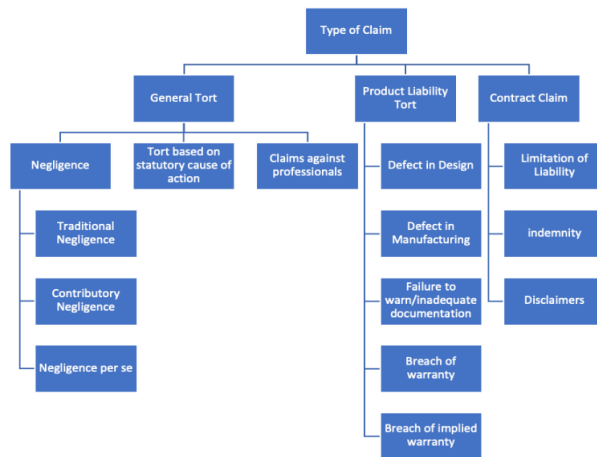 Type of Claim
General Tort
Product Liability
Tort
Contract Claim
Negligence
Tort based on
statutory cause of
action
Claims against
professionals
Defect in Design
Limitation of
Liability
Traditional
Negligence
Defect in
Manufacturing
indemnity
Contributory
Negligence
Failure to
warn/inadequate
documentation
Disclaimers
Negligence per se
Breach of
warranty
Breach of implied
warranty